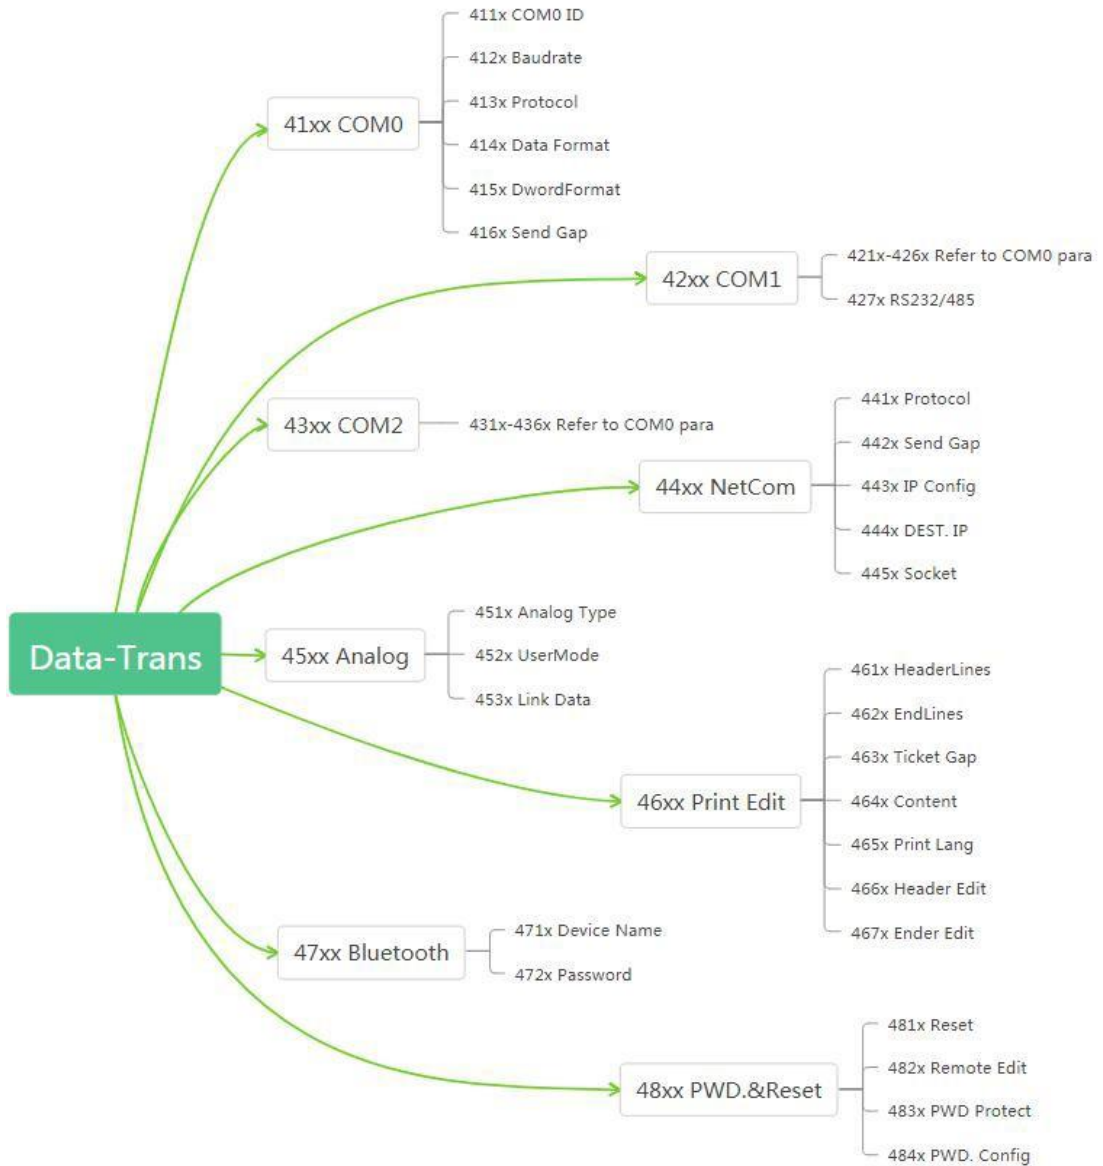 Data-Trans
41xx COM0
411x COM0 ID
412x Baudrate
413x Protocol
414x Data Format
415x DwordFormat
416x Send Gap
42xx COM1
421x-426x Refer to COM0 para
427x RS232/485
43xx COM2
431x-436x Refer to COM0 para
44xx NetCom
441x Protocol
442x Send Gap
443x IP Config
444x DEST. IP
445x Socket
45xx Analog
451x Analog Type
452x UserMode
453x Link Data
46xx Print Edit
461x HeaderLines
462x EndLines
463x Ticket Gap
464x Content
465x Print Lang
466x Header Edit
467x Ender Edit
47xx Bluetooth
471x Device Name
472x Password
48xx PWD.&Reset
481x Reset
482x Remote Edit
483x PWD Protect
484x PWD. Config